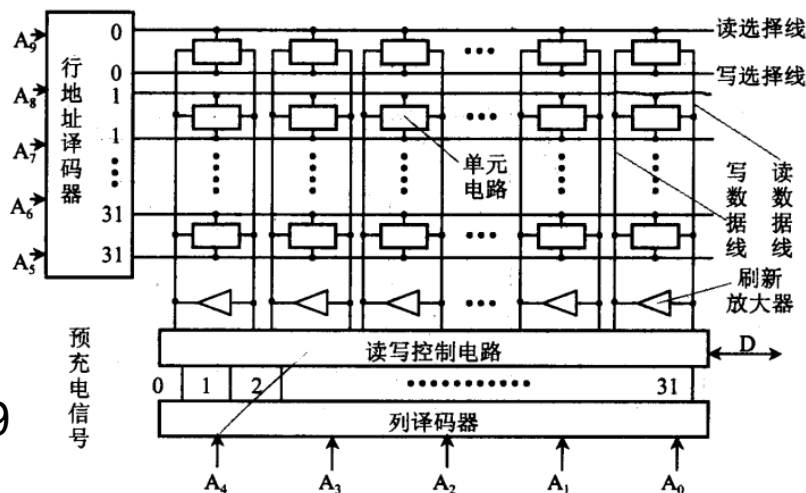 A9
A8
A7
A6
A5
行地址译码器
0
0
1
1
31
31
读选择线
写选择线
单元
电路
写数据线
读数据线
刷新
放大器
预充电信号
读写控制电路
D
0
1
2
31
列译码器
A4
A3
A2
A1
A0
9